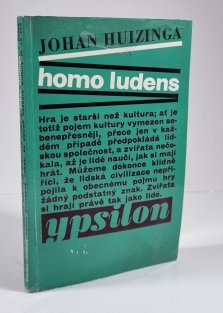 JOHAN HUIZINGA
homo ludens
Hra je starší než kultura; ať je
totiž pojem kultury vymezen se-
benepřesněji, přece jen v kaž-
dém případě předpokládá lid-
skou společnost, a zvířata neče-
kala, až je lidé naučí, jak si mají
hrát. Můžeme dokonce klidně
říci, že lidská civilizace nepři-
pojila k obecnému pojmu hry
žádný podstatný znak. Zvířata
si hrají právě tak jako lidé.
ypsilon